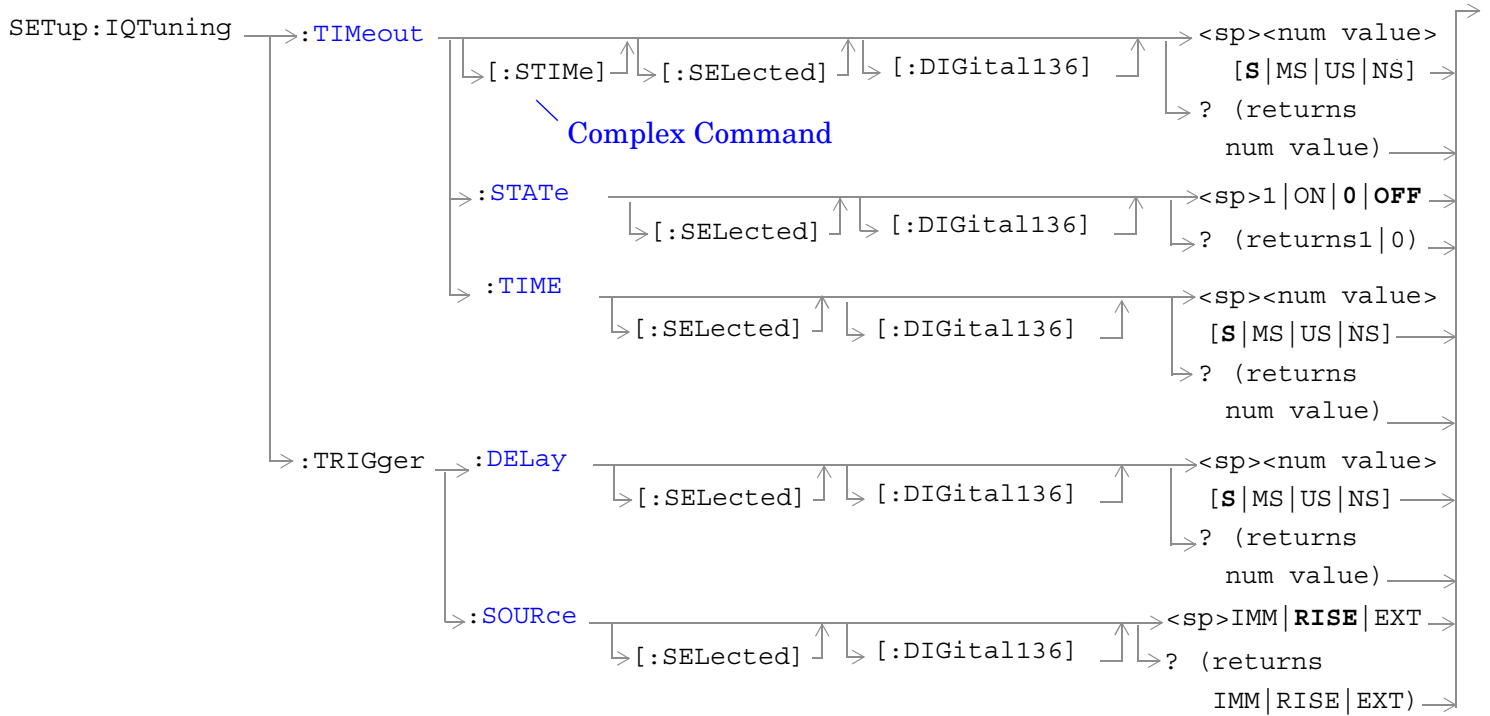 SETup:IQTuning :TIMeout <sp><num value>
[:STIMe] [:SELected] [:DIGital136] [S|MS|US|NS]
? (returns
num value)
Complex Command
:STATe <sp>1|ON|0|OFF
[:SELected] [:DIGital136] ? (returns1|0)
:TIME <sp><num value>
[:SELected] [:DIGital136] [S|MS|US|NS]
? (returns
num value)
:TRIGger :DELay <sp><num value>
[:SELected] [:DIGital136] [S|MS|US|NS]
? (returns
num value)
:SOURce <sp>IMM|RISE|EXT
[:SELected] [:DIGital136] ? (returns
IMM|RISE|EXT)